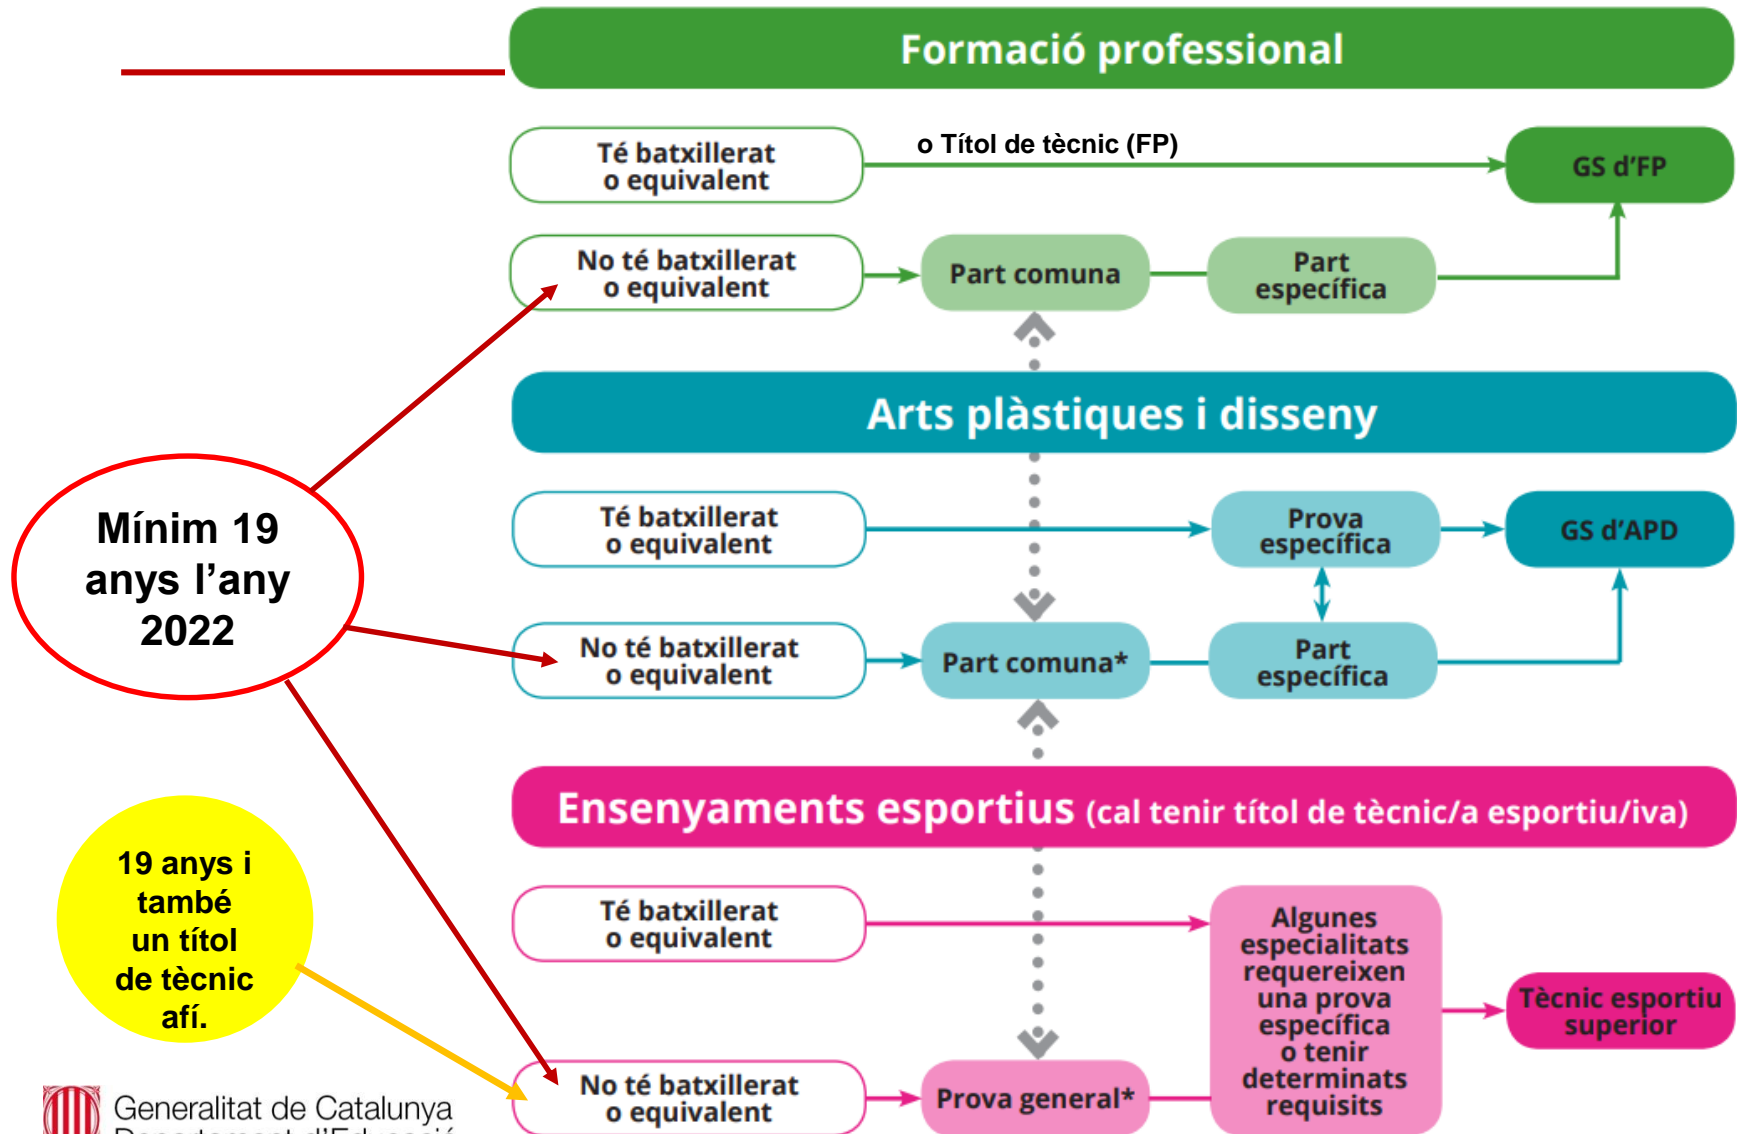 Formació professional
Té batxillerat
o equivalent
o Títol de tècnic (FP)
GS d'FP
No té batxillerat
o equivalent
Part comuna
Part
específica
Arts plàstiques i disseny
Mínim 19
anys l'any
2022
Té batxillerat
o equivalent
Prova
específica
GS d'APD
No té batxillerat
o equivalent
Part comuna*
Part
específica
Ensenyaments esportius (cal tenir títol de tècnic/a esportiu/iva)
19 anys i
també
un títol
de tècnic
afí.
Té batxillerat
o equivalent
Algunes
especialitats
requereixen
una prova
específica
o tenir
determinats
requisits
Tècnic esportiu
superior
No té batxillerat
o equivalent
Prova general*
Generalitat de Catalunya
Departament d'Educació